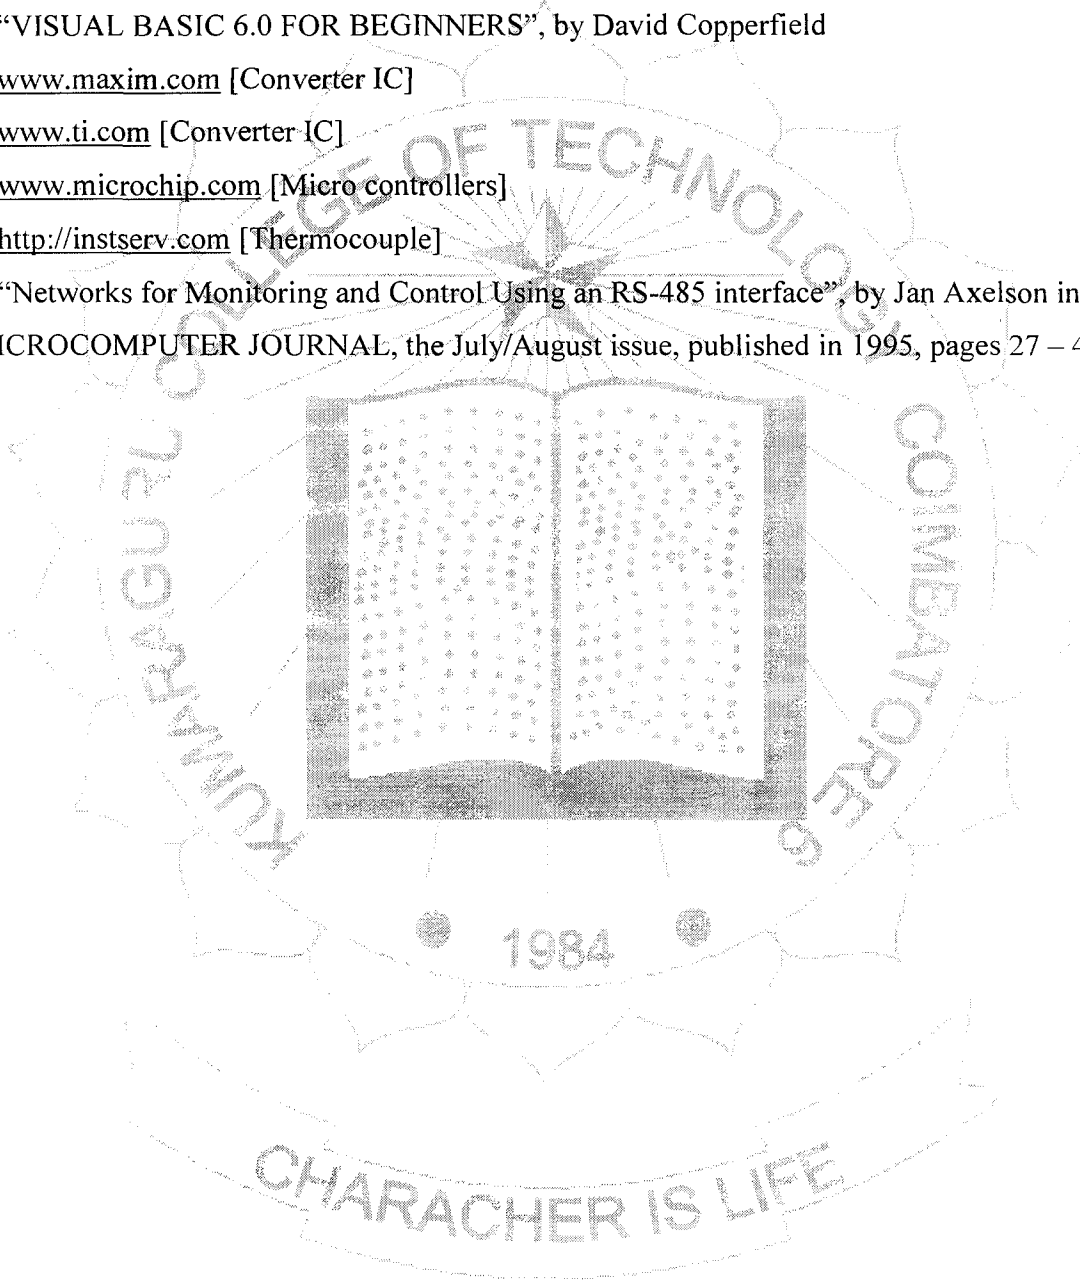 “VISUAL BASIC 6.0 FOR BEGINNERS”, by David Copperfield
www.maxim.com [Converter IC]
www.ti.com [Converter IC]
www.microchip.com [Micro controllers]
http://instserv.com [Thermocouple]
“Networks for Monitoring and Control Using an RS-485 interface”, by Jan Axelson in
ICROCOMPUTER JOURNAL, the July/August issue, published in 1995, pages 27 – 4
KUMARAGURU COLLEGE OF TECHNOLOGY COIMBATORE 6
1984
CHARACHER IS LIFE